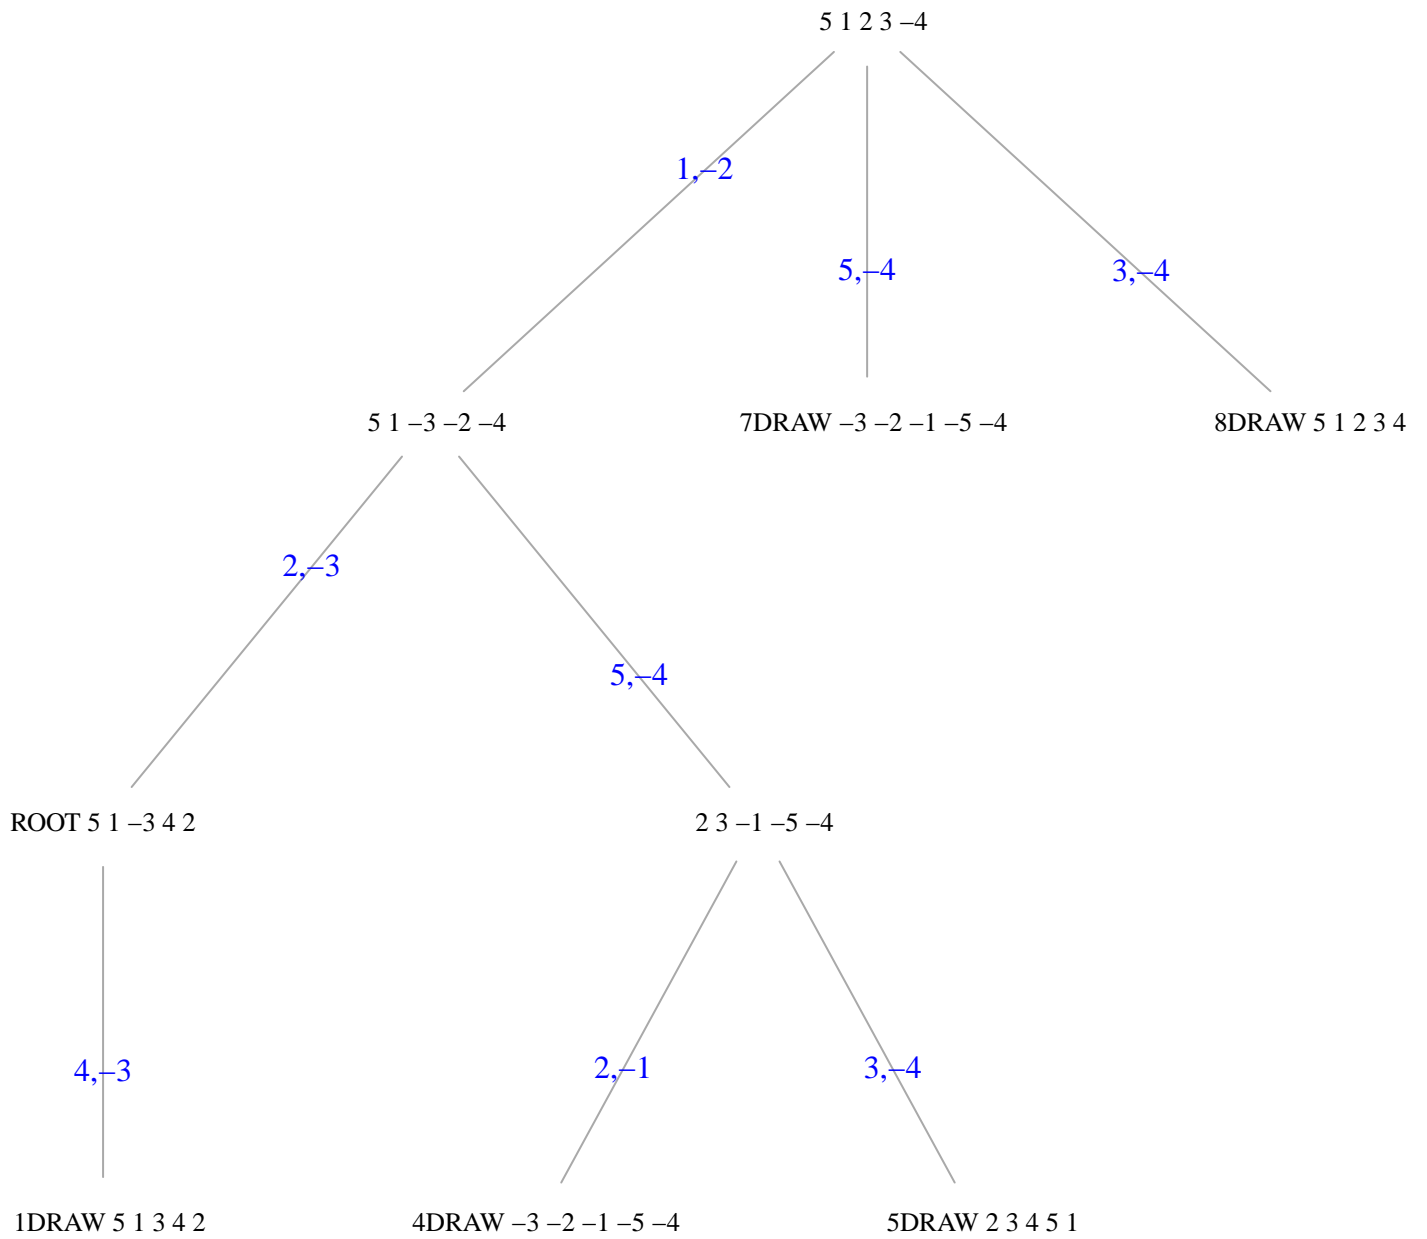 5 1 2 3 –4
1,–2
5,–4
3,–4
5 1 –3 –2 –4
7DRAW –3 –2 –1 –5 –4
8DRAW 5 1 2 3 4
2,–3
5,–4
ROOT 5 1 –3 4 2
2 3 –1 –5 –4
4,–3
2,–1
3,–4
1DRAW 5 1 3 4 2
4DRAW –3 –2 –1 –5 –4
5DRAW 2 3 4 5 1